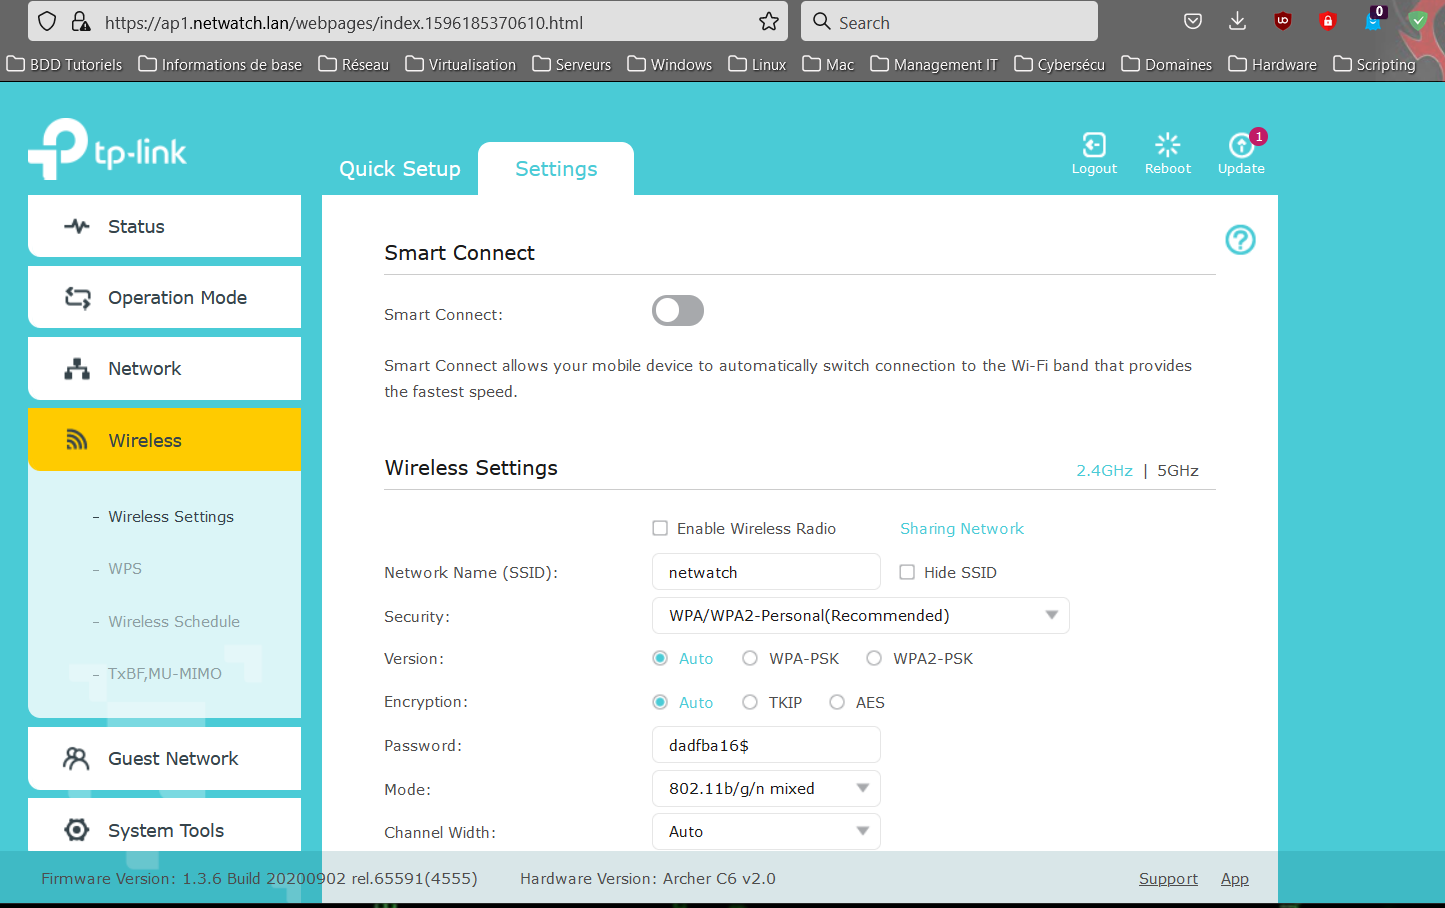 https://ap1.netwatch.lan/webpages/index.1596185370610.html
Search
uo
0
BDD Tutoriels
Informations de base
Réseau
Virtualisation
Serveurs
Windows
Linux
Mac
Management IT
Cybersécu
Domaines
Hardware
Scripting
tp-link
Quick Setup
Settings
Logout
Reboot
Update
1
Status
Operation Mode
Network
Wireless
- Wireless Settings
- WPS
- Wireless Schedule
- TxBF,MU-MIMO
Guest Network
System Tools
Smart Connect
?
Smart Connect:
Smart Connect allows your mobile device to automatically switch connection to the Wi-Fi band that provides
the fastest speed.
Wireless Settings
2.4GHz | 5GHz
Enable Wireless Radio
Sharing Network
Network Name (SSID):
netwatch
Hide SSID
Security:
WPA/WPA2-Personal(Recommended)
Version:
Auto
WPA-PSK
WPA2-PSK
Encryption:
Auto
TKIP
AES
Password:
dadfba16$
Mode:
802.11b/g/n mixed
Channel Width:
Auto
Firmware Version: 1.3.6 Build 20200902 rel.65591(4555)
Hardware Version: Archer C6 v2.0
Support
App